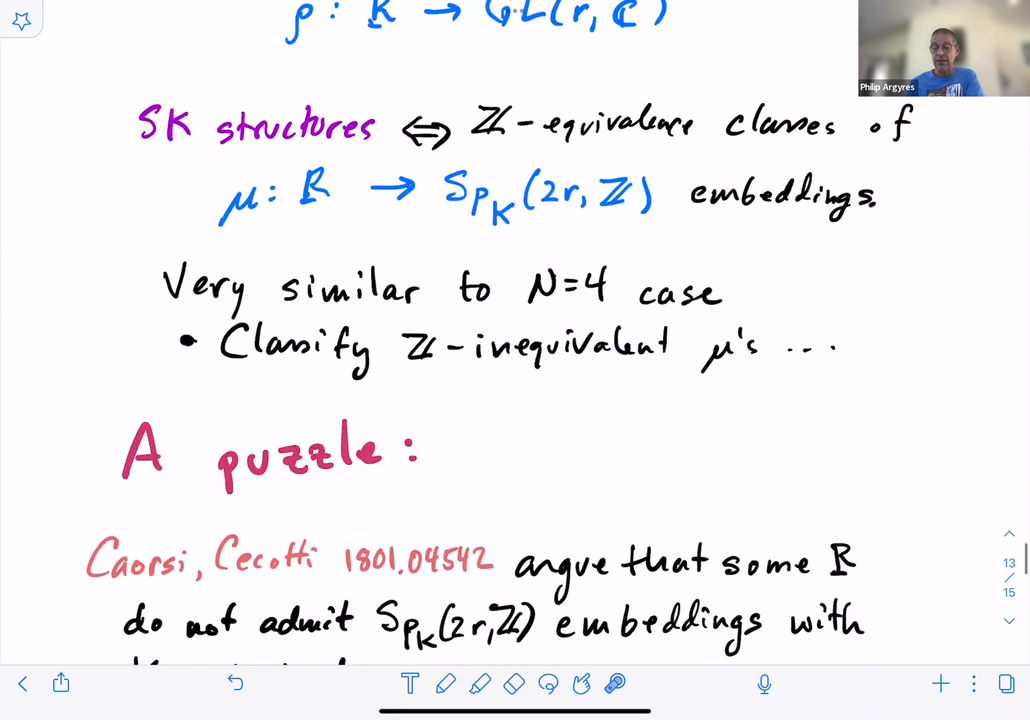 ρ : R → GL(r, ℂ)
Philip Argyres
SK structures ⇔ ℤ-equivalence classes of
μ: R → Sp_K(2r, ℤ) embeddings.
Very similar to N=4 case
• Classify ℤ-inequivalent μ's ...
A puzzle:
Caorsi, Cecotti 1801.04542 argue that some R
do not admit Sp_K(2r,ℤ) embeddings with
13
/
15
T